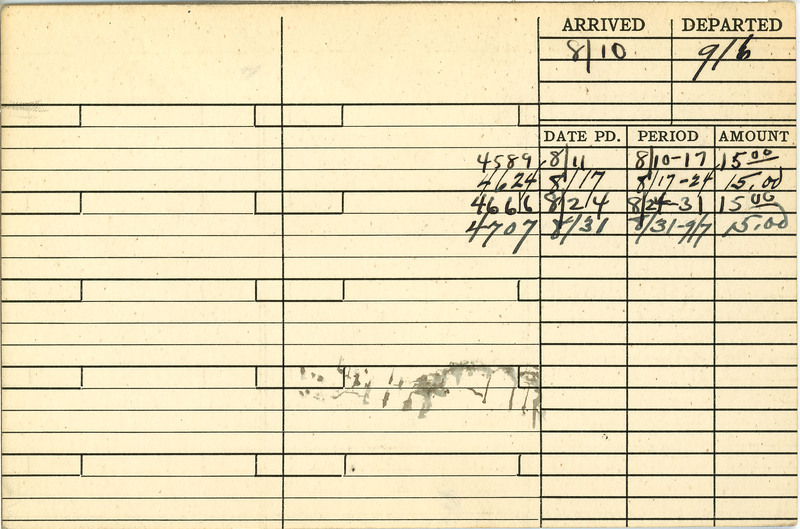 ARRIVED DEPARTED
8/10 9/6
DATE PD. PERIOD AMOUNT
4589 8/11 8/10-17 15 00
4624 8/17 8/17-24 15.00
4666 8/24 8/24-31 15 00
4707 8/31 8/31-9/7 15.00